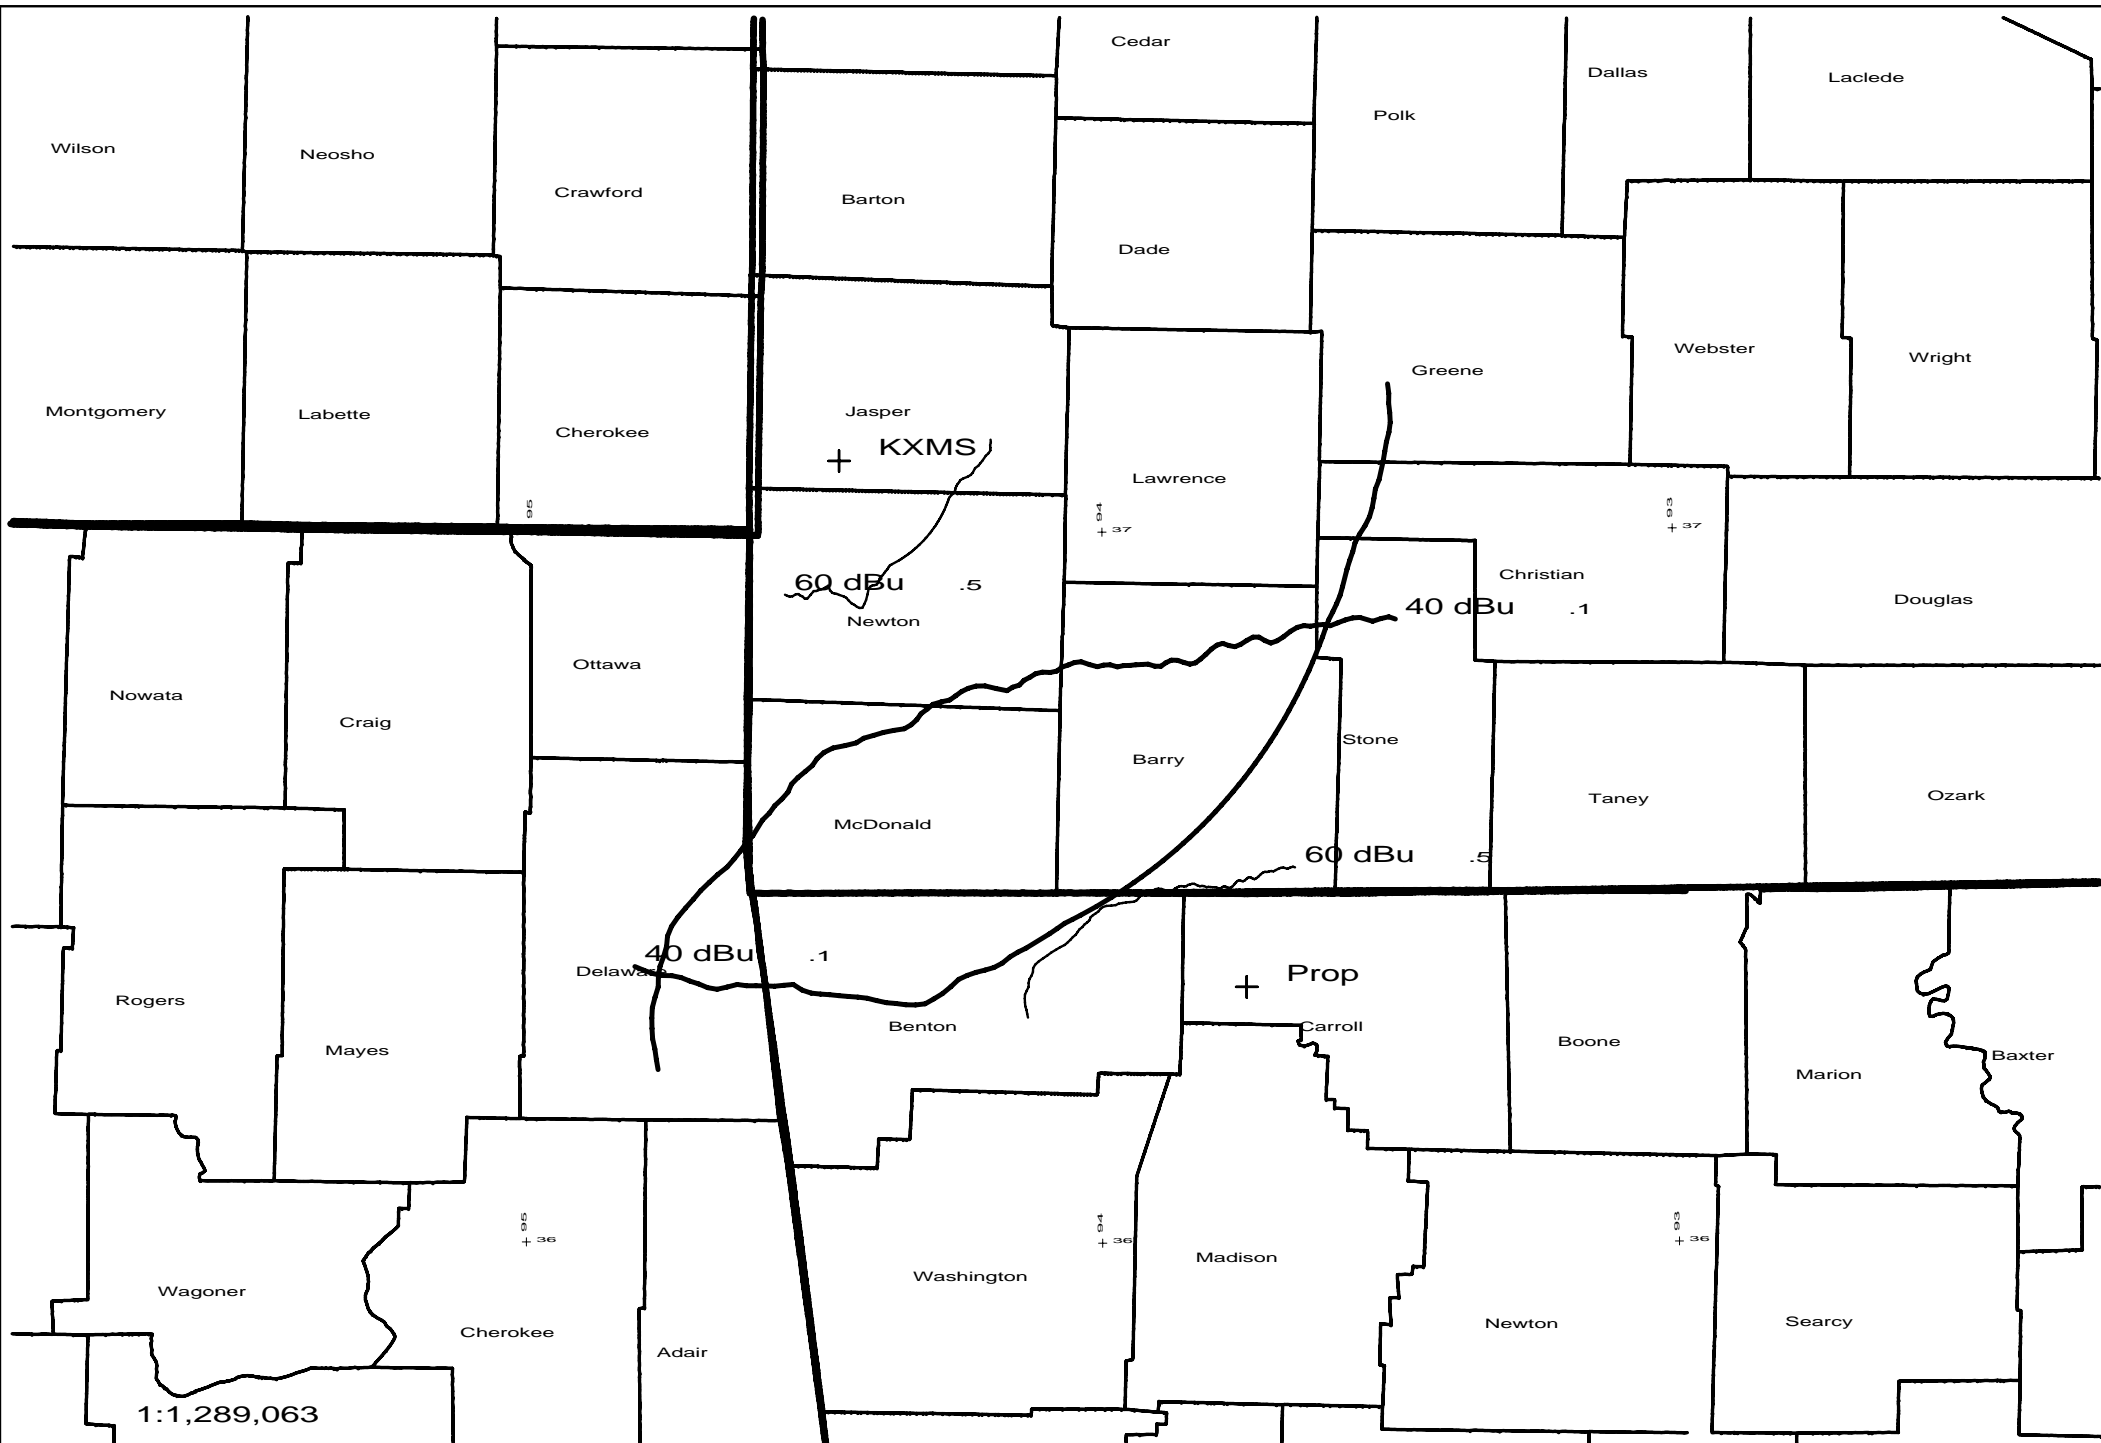 Cedar
Dallas
Laclede
Polk
Wilson
Neosho
Crawford
Barton
Dade
Webster
Wright
Greene
Montgomery
Labette
Jasper
Cherokee
KXMS
Lawrence
95
94
+ 37
93
+ 37
60 dBu .5
Christian
Newton
40 dBu .1
Douglas
Ottawa
Nowata
Craig
Stone
Barry
Taney
Ozark
McDonald
60 dBu .5
40 dBu .1
Delaware
Prop
Rogers
Benton
Carroll
Mayes
Boone
Baxter
Marion
95
+ 36
94
+ 36
93
+ 36
Madison
Washington
Wagoner
Cherokee
Newton
Searcy
Adair
1:1,289,063